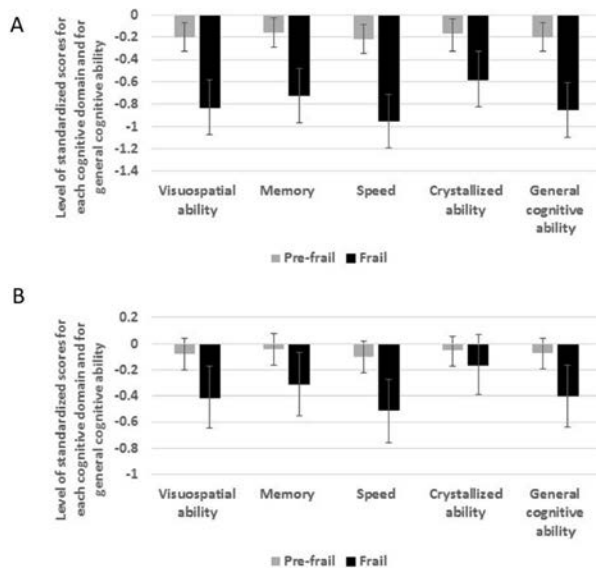 A
Level of standardized scores for
each cognitive domain and for
general cognitive ability
0
-0.2
-0.4
-0.6
-0.8
-1
-1.2
-1.4
Visuospatial
ability
Memory
Speed
Crystallized
ability
General
cognitive
ability
Pre-frail Frail
B
Level of standardized scores for
each cognitive domain and for
general cognitive ability
0.2
0
-0.2
-0.4
-0.6
-0.8
-1
Visuospatial
ability
Memory
Speed
Crystallized
ability
General
cognitive
ability
Pre-frail Frail